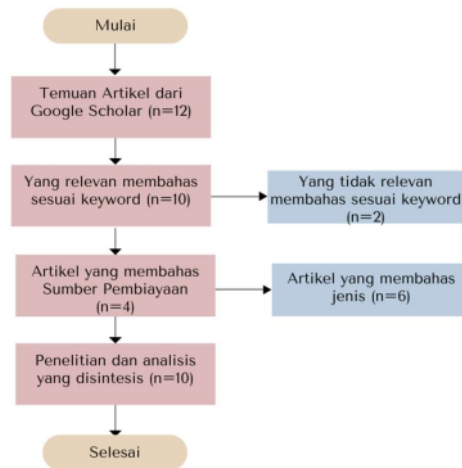 Mulai
Temuan Artikel dari
Google Scholar (n=12)
Yang relevan membahas
sesuai keyword (n=10)
Yang tidak relevan
membahas sesuai keyword
(n=2)
Artikel yang membahas
Sumber Pembiayaan
(n=4)
Artikel yang membahas
jenis (n=6)
Penelitian dan analisis
yang disintesis (n=10)
Selesai